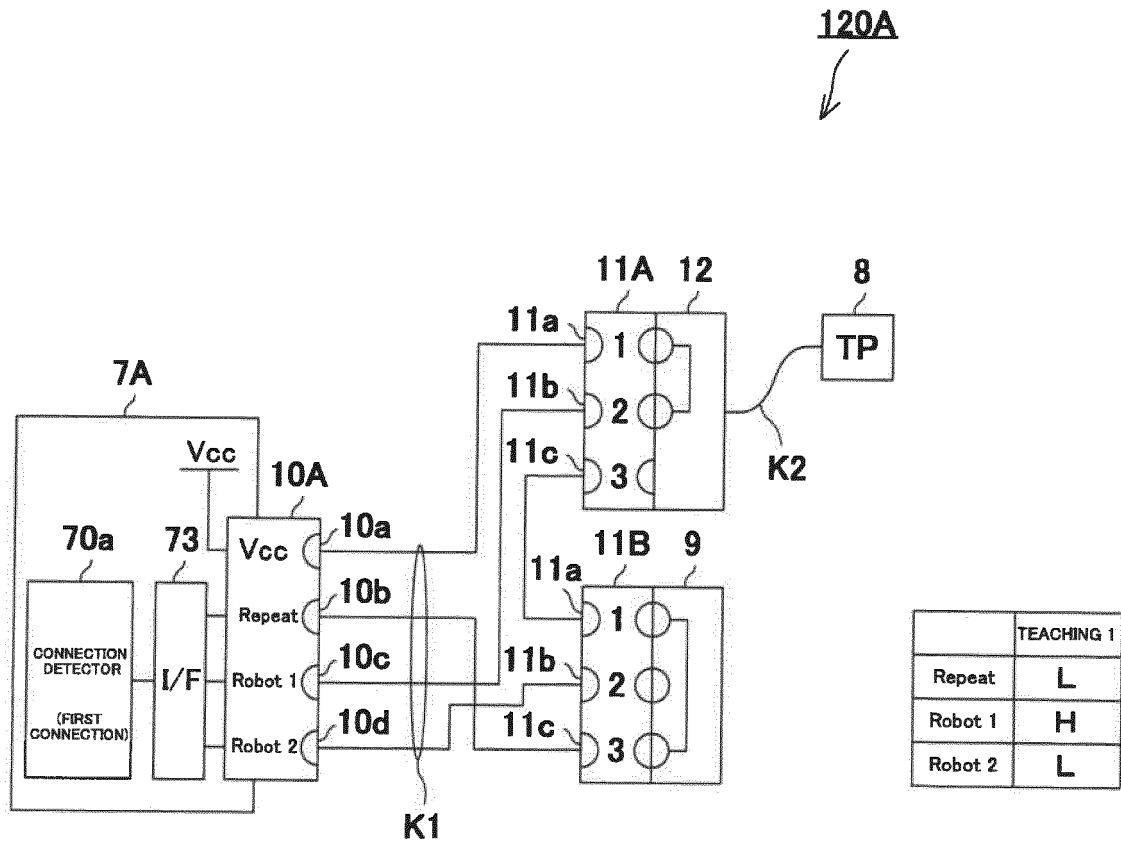 120A
11A 12 8
11a 1 TP
7A 11b 2
Vcc 10A 11c 3 K2
70a 73 Vcc 10a 11B 9
Repeat 10b 11a 1
CONNECTION DETECTOR I/F Robot 1 10c 11b 2
(FIRST CONNECTION) Robot 2 10d 11c 3
K1
TEACHING 1
Repeat L
Robot 1 H
Robot 2 L